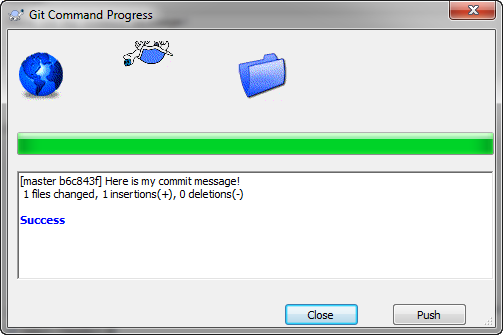 Git Command Progress
[master b6c843f] Here is my commit message!
1 files changed, 1 insertions(+), 0 deletions(-)
Success
Close
Push